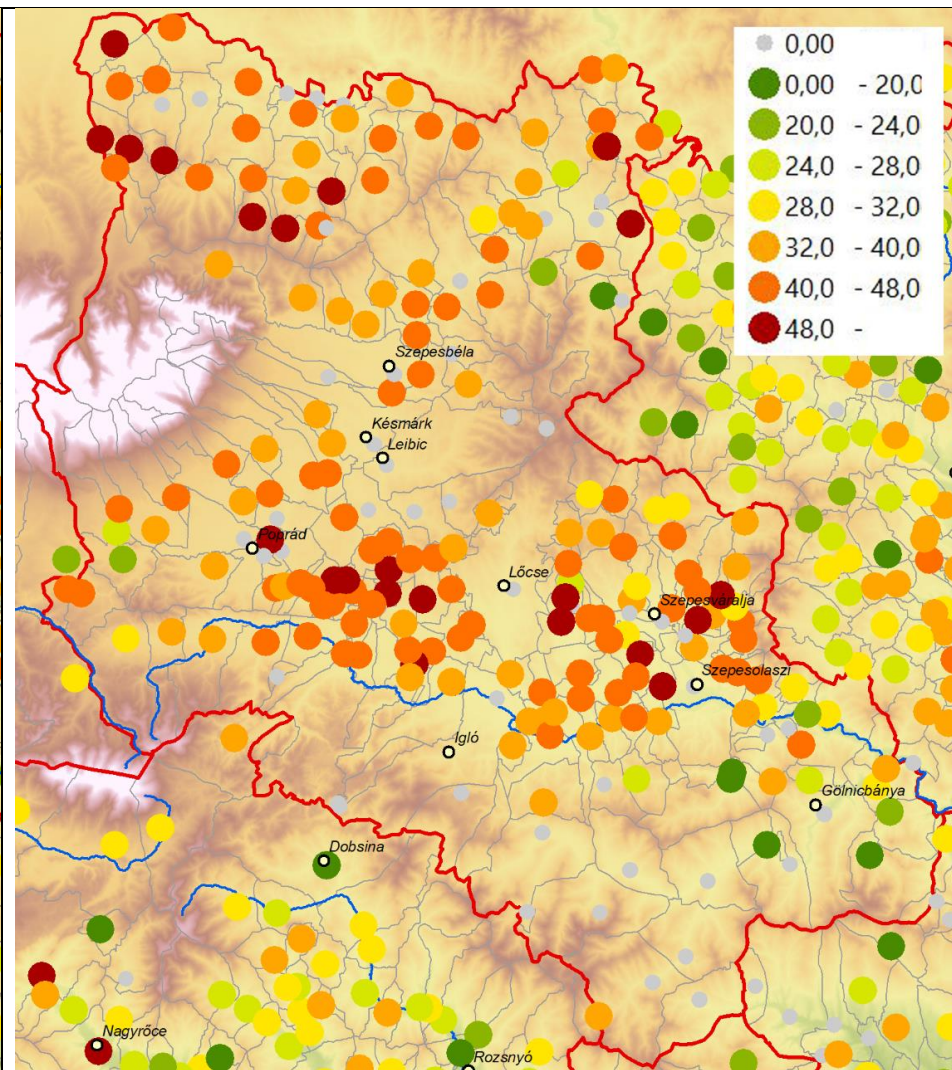 0,00
0,00 - 20,0
20,0 - 24,0
24,0 - 28,0
28,0 - 32,0
32,0 - 40,0
40,0 - 48,0
48,0 -
Szepesbéla
Késmárk
Leibic
Poprád
Lőcse
Szepesváralja
Szepesolaszi
Igló
Gölnicbánya
Dobsina
Nagyrőce
Rozsnyó